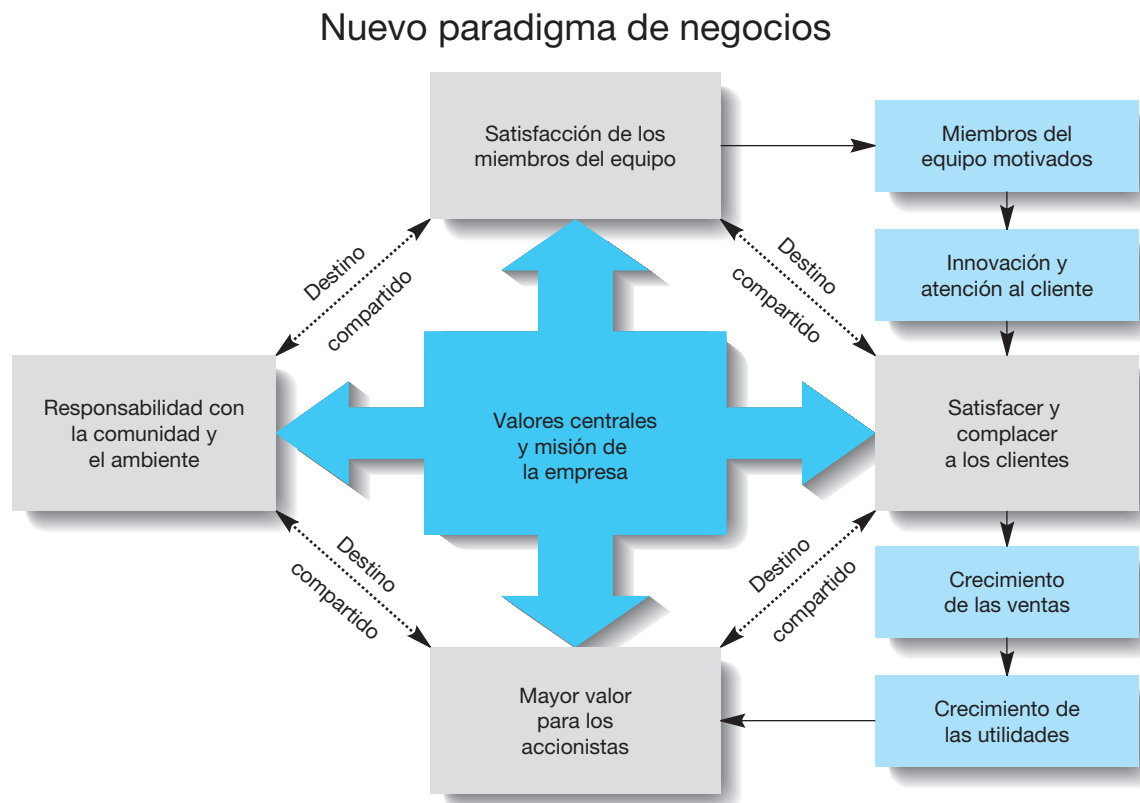 Nuevo paradigma de negocios
Satisfacción de los
miembros del equipo
Miembros del
equipo motivados
Innovación y
atención al cliente
Destino
compartido
Destino
compartido
Responsabilidad con
la comunidad y
el ambiente
Valores centrales
y misión de
la empresa
Satisfacer y
complacer
a los clientes
Destino
compartido
Destino
compartido
Crecimiento
de las ventas
Mayor valor
para los
accionistas
Crecimiento de
las utilidades